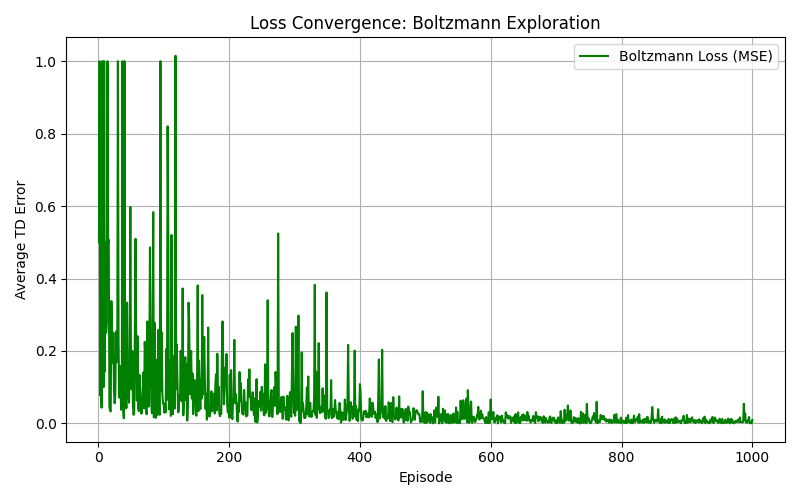 Loss Convergence: Boltzmann Exploration
Boltzmann Loss (MSE)
Average TD Error
1.0
0.8
0.6
0.4
0.2
0.0
0 200 400 600 800 1000
Episode